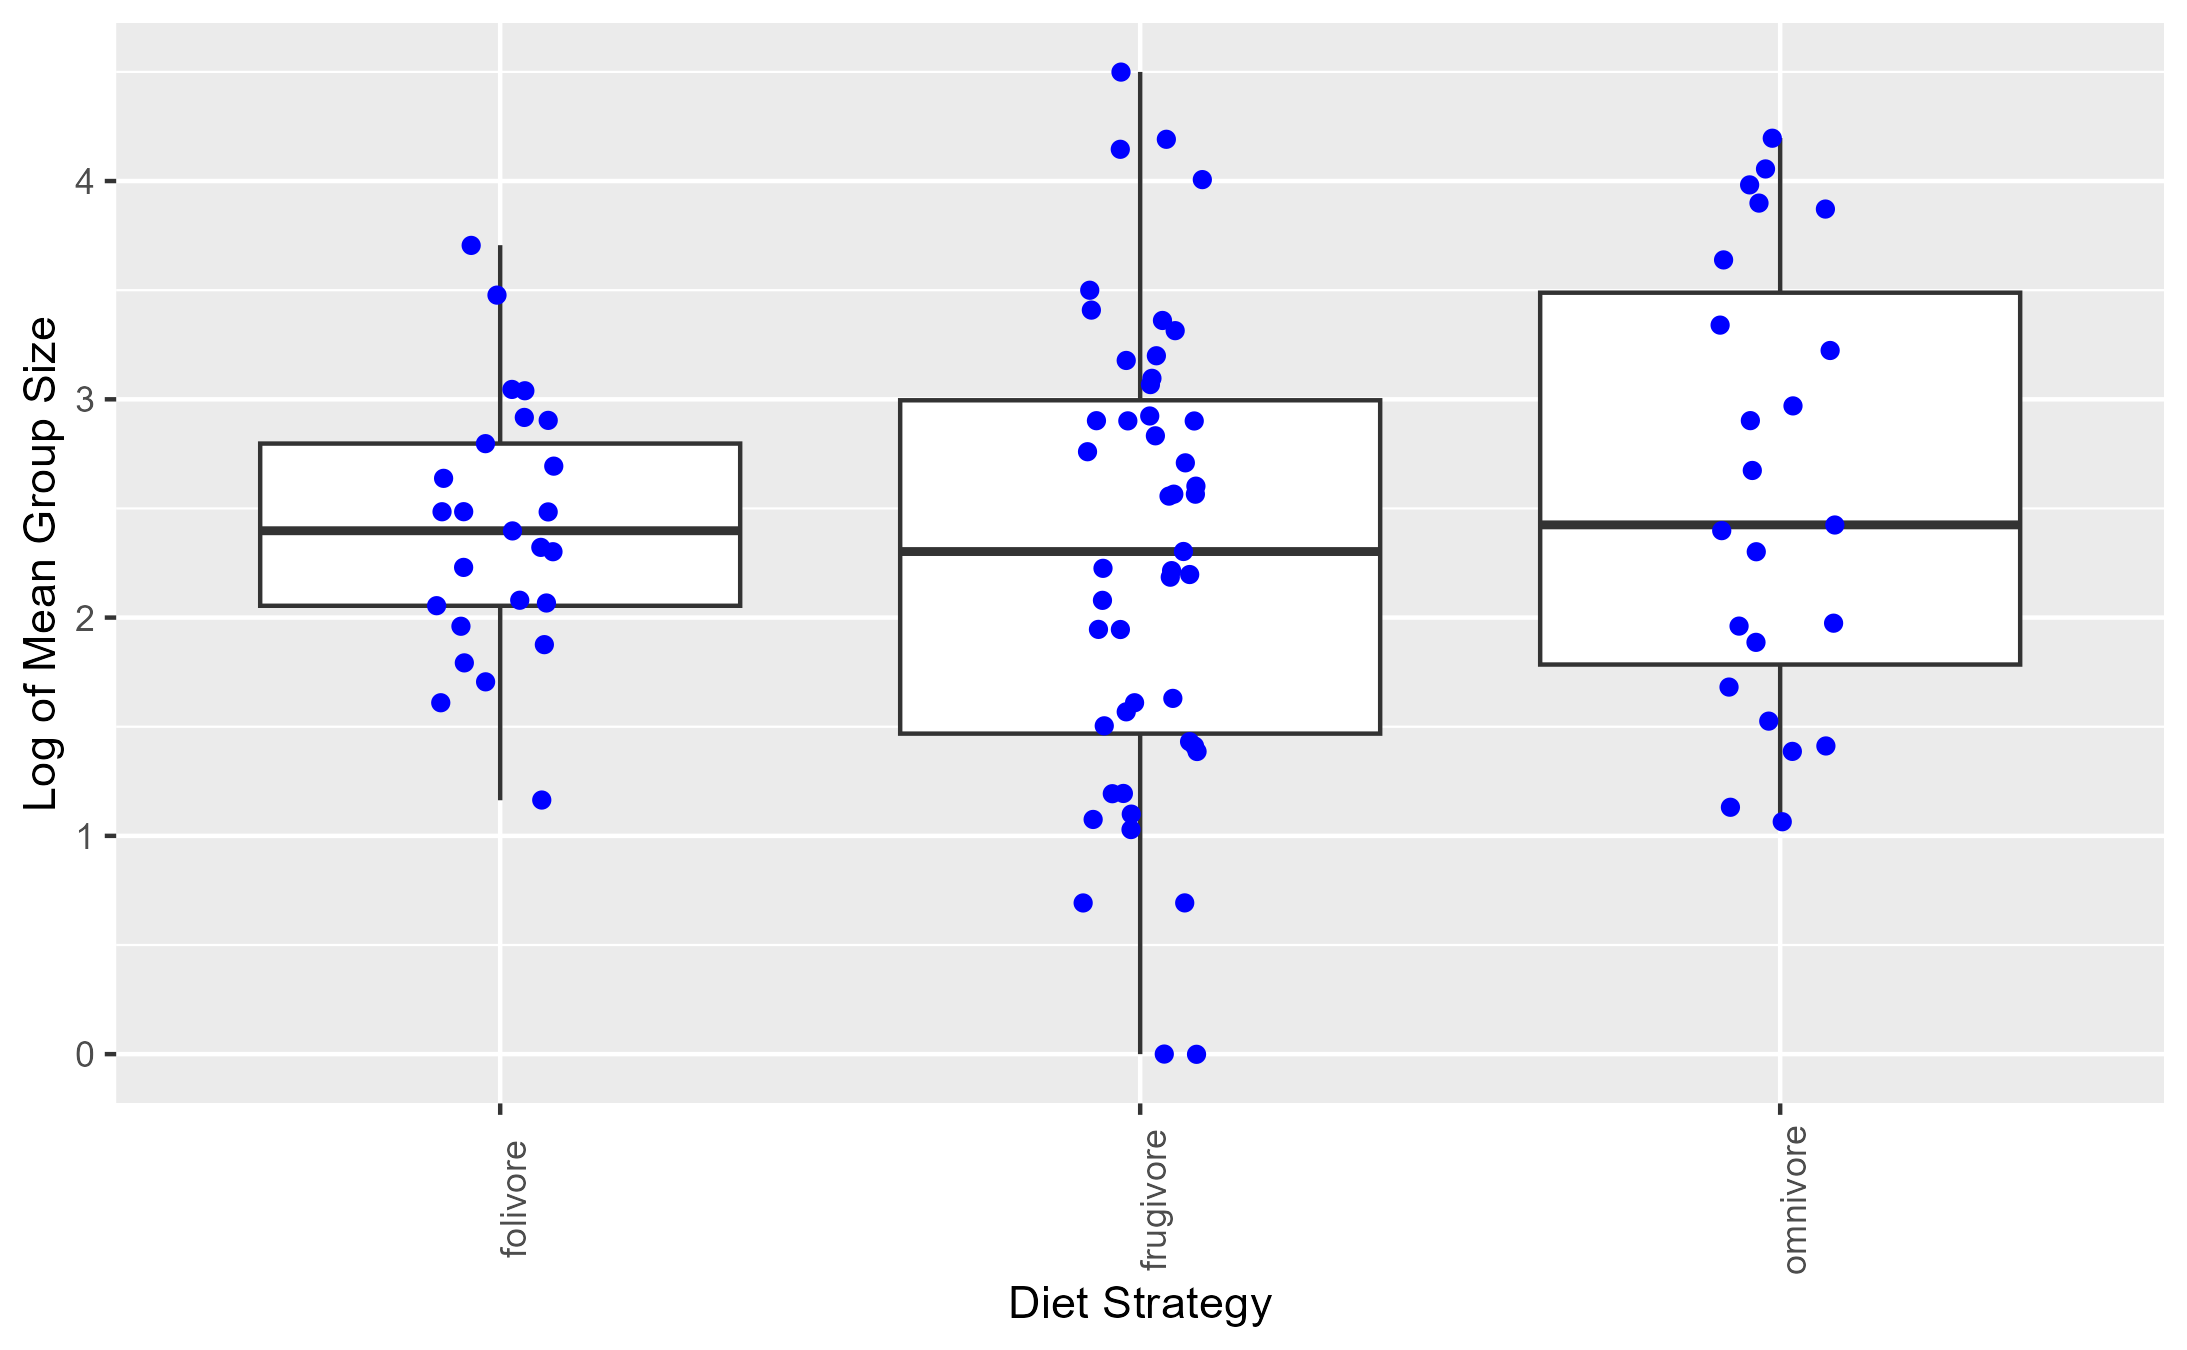 Log of Mean Group Size
4
3
2
1
0
folivore
frugivore
omnivore
Diet Strategy